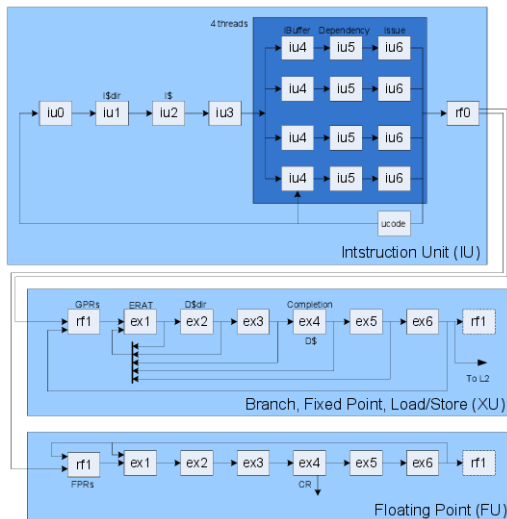 4 threads
IBuffer Dependency Issue
iu4 iu5 iu6
iu4 iu5 iu6
I$dir I$
iu0 iu1 iu2 iu3 rf0
iu4 iu5 iu6
iu4 iu5 iu6
ucode
Intstruction Unit (IU)
GPRs ERAT D$dir Completion
rf1 ex1 ex2 ex3 ex4 ex5 ex6 rf1
D$
To L2
Branch, Fixed Point, Load/Store (XU)
rf1 ex1 ex2 ex3 ex4 ex5 ex6 rf1
FPRs CR
Floating Point (FU)